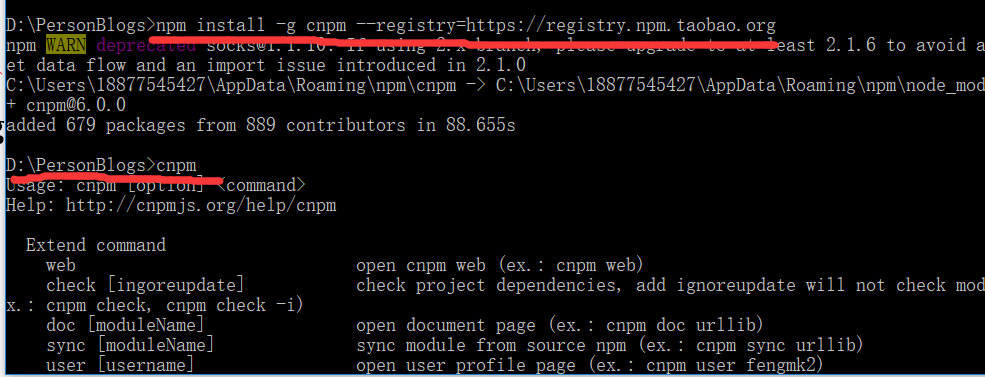 D:\PersonBlogs>npm install -g cnpm --registry=https://registry.npm.taobao.org
npm WARN deprecated socks@1.1.10: If using 2.x branch, please upgrade to at least 2.1.6 to avoid a
et data flow and an import issue introduced in 2.1.0
C:\Users\18877545427\AppData\Roaming\npm\cnpm -> C:\Users\18877545427\AppData\Roaming\npm\node_mod
+ cnpm@6.0.0
added 679 packages from 889 contributors in 88.655s
D:\PersonBlogs>cnpm
Usage: cnpm [option] <command>
Help: http://cnpmjs.org/help/cnpm
Extend command
web open cnpm web (ex.: cnpm web)
check [ingoreupdate] check project dependencies, add ignoreupdate will not check mod
x.: cnpm check, cnpm check -i)
doc [moduleName] open document page (ex.: cnpm doc urllib)
sync [moduleName] sync module from source npm (ex.: cnpm sync urllib)
user [username] open user profile page (ex.: cnpm user fengmk2)